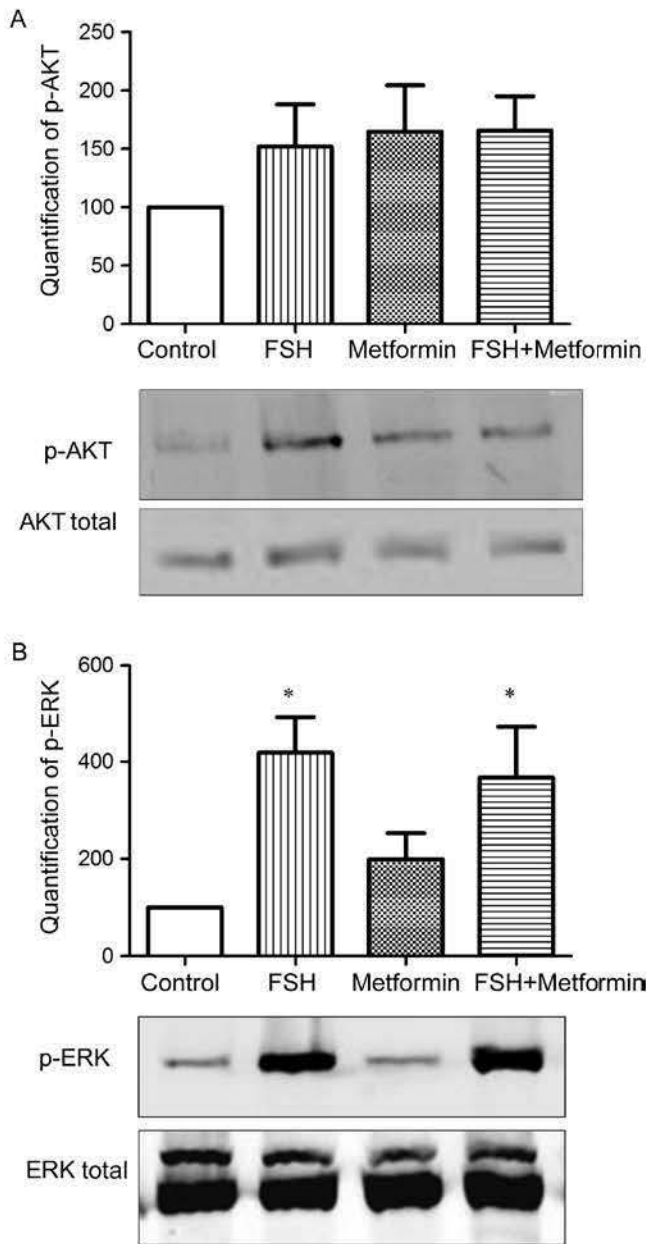 A
Quantification of p-AKT
250
200
150
100
50
0
Control FSH Metformin FSH+Metformin
p-AKT
AKT total
B
Quantification of p-ERK
600
400
200
0
* *
Control FSH Metformin FSH+Metformin
p-ERK
ERK total